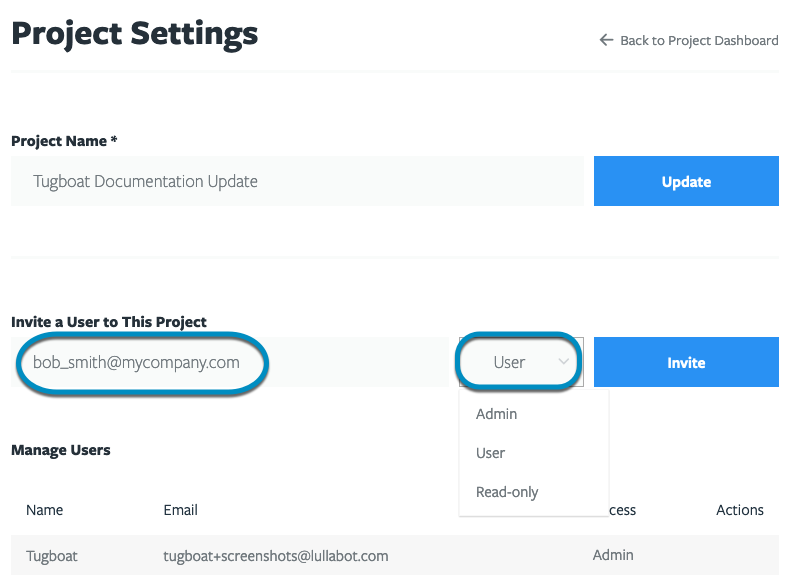 Project Settings
← Back to Project Dashboard
Project Name *
Tugboat Documentation Update
Update
Invite a User to This Project
bob_smith@mycompany.com
User
Invite
Admin
User
Read-only
Manage Users
Name Email cess Actions
Tugboat tugboat+screenshots@lullabot.com Admin